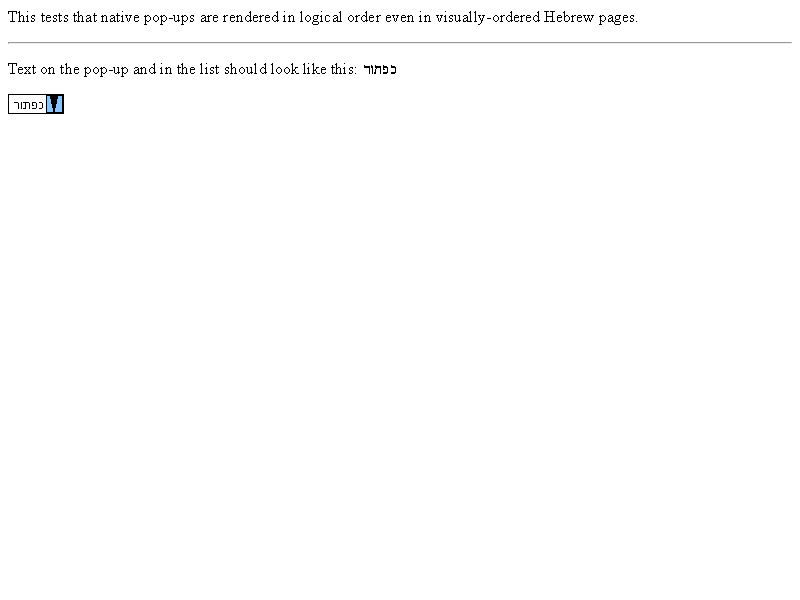 This tests that native pop-ups are rendered in logical order even in visually-ordered Hebrew pages.
Text on the pop-up and in the list should look like this: כפתור
כפתור